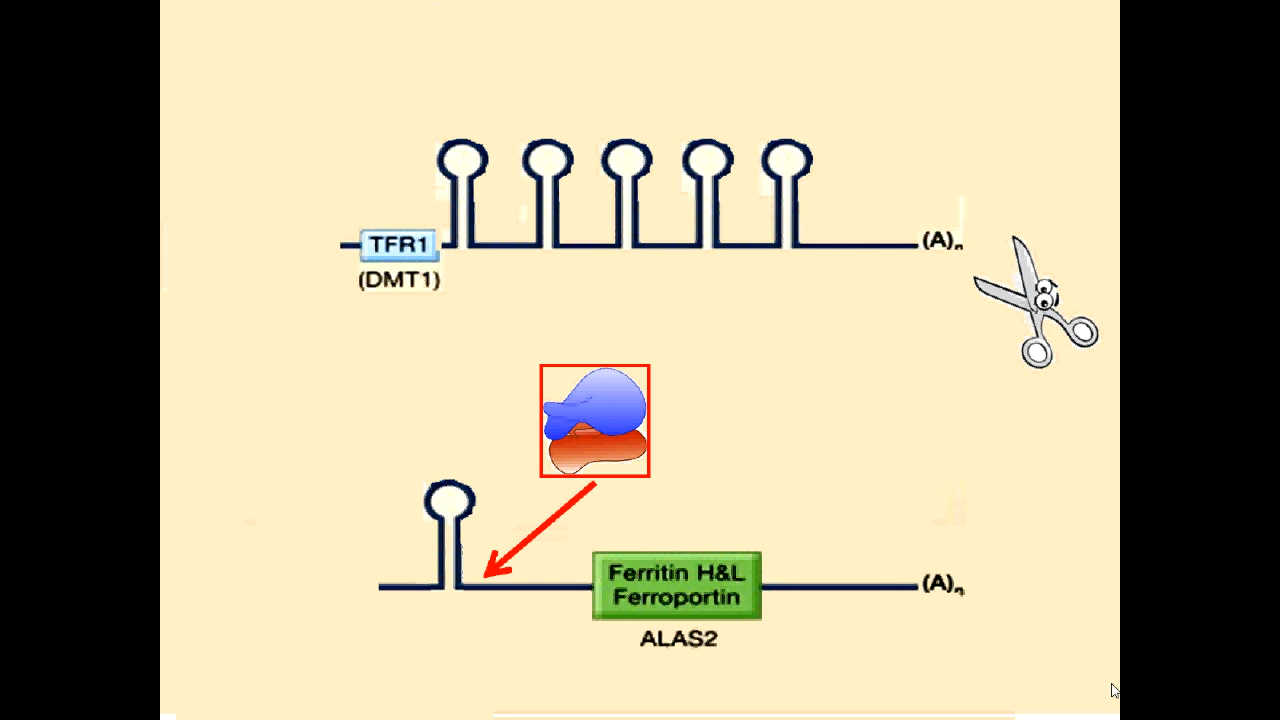 TFR1
(DMT1)
(A)n
Ferritin H&L
Ferroportin
(A)n
ALAS2